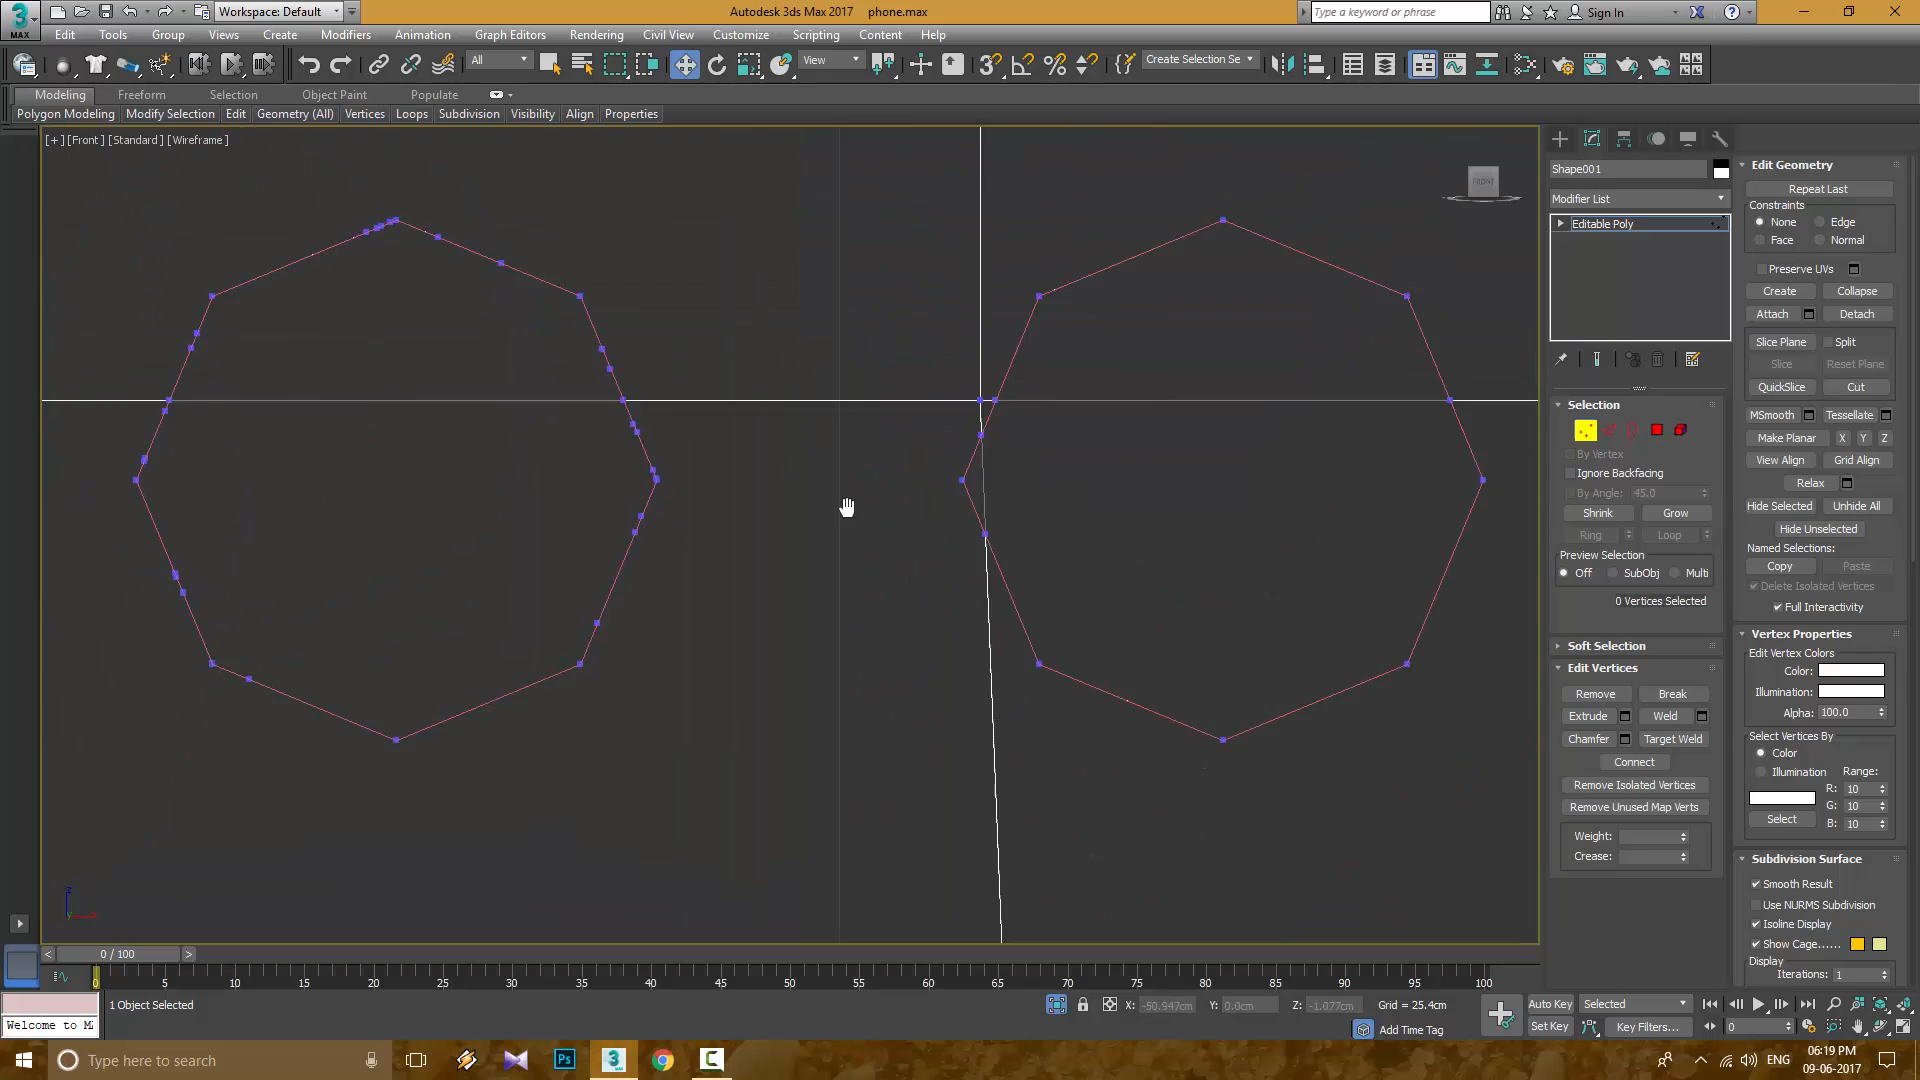 Workspace: Default
Autodesk 3ds Max 2017 phone.max
Type a keyword or phrase
Sign In
MAX
Edit Tools Group Views Create Modifiers Animation Graph Editors Rendering Civil View Customize Scripting Content Help
All
View
Create Selection Se
Modeling Freeform Selection Object Paint Populate
Polygon Modeling Modify Selection Edit Geometry (All) Vertices Loops Subdivision Visibility Align Properties
[+] [Front] [Standard] [Wireframe]
FRONT
Shape001
Modifier List
Editable Poly
Selection
By Vertex
Ignore Backfacing
By Angle: 45.0
Shrink Grow
Ring Loop
Preview Selection
Off SubObj Multi
0 Vertices Selected
Soft Selection
Edit Vertices
Remove Break
Extrude Weld
Chamfer Target Weld
Connect
Remove Isolated Vertices
Remove Unused Map Verts
Weight:
Crease:
Edit Geometry
Repeat Last
Constraints
None Edge
Face Normal
Preserve UVs
Create Collapse
Attach Detach
Slice Plane Split
Slice Reset Plane
QuickSlice Cut
MSmooth Tessellate
Make Planar X Y Z
View Align Grid Align
Relax
Hide Selected Unhide All
Hide Unselected
Named Selections:
Copy Paste
Delete Isolated Vertices
Full Interactivity
Vertex Properties
Edit Vertex Colors
Color:
Illumination:
Alpha: 100.0
Select Vertices By
Color
Illumination Range:
R: 10
G: 10
B: 10
Select
Subdivision Surface
Smooth Result
Use NURMS Subdivision
Isoline Display
Show Cage......
Display
Iterations: 1
z
< 0 / 100 >
0 5 10 15 20 25 30 35 40 45 50 55 60 65 70 75 80 85 90 95 100
Welcome to M
1 Object Selected
X: -50.947cm Y: 0.0cm Z: -1.077cm Grid = 25.4cm
Add Time Tag
Auto Key Selected
Set Key Key Filters...
0
Type here to search
Ps
3
ENG
06:19 PM
09-06-2017